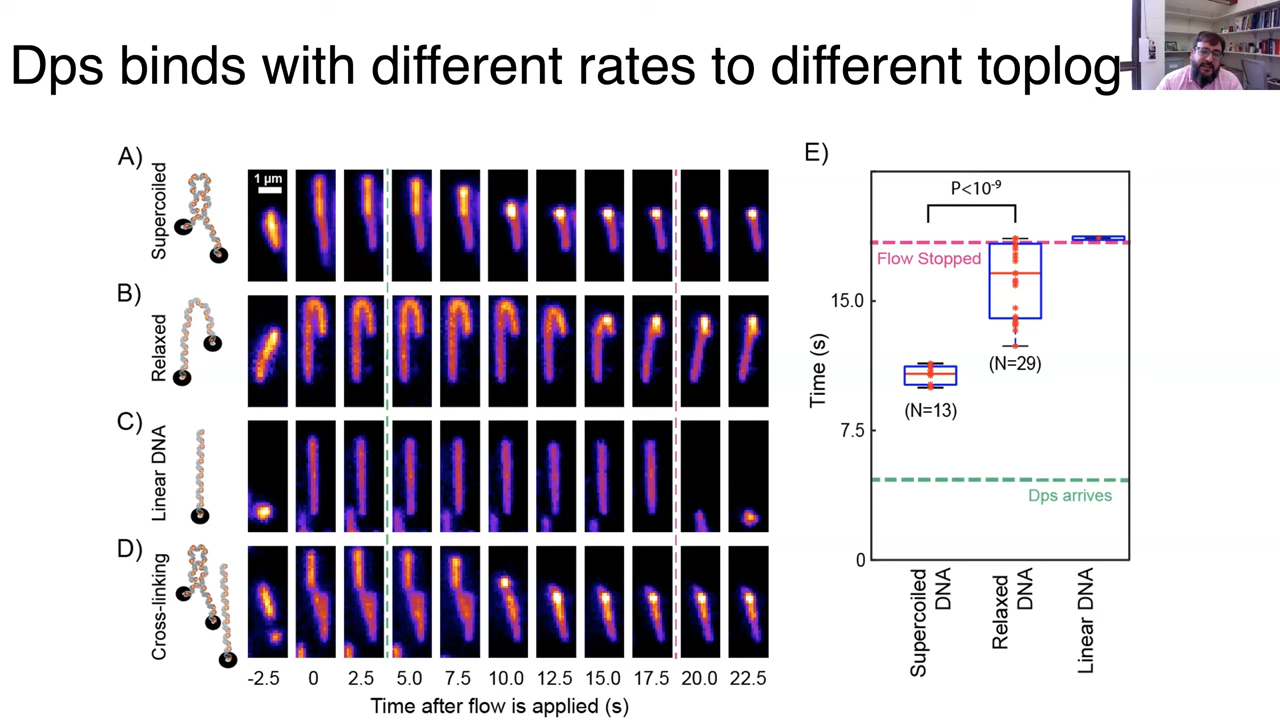 Dps binds with different rates to different toplog
A)
Supercoiled
1 µm
B)
Relaxed
C)
Linear DNA
D)
Cross-linking
-2.5 0 2.5 5.0 7.5 10.0 12.5 15.0 17.5 20.0 22.5
Time after flow is applied (s)
E)
P<10-9
Flow Stopped
15.0
(N=29)
Time (s)
(N=13)
7.5
Dps arrives
0
Supercoiled
DNA
Relaxed
DNA
Linear DNA